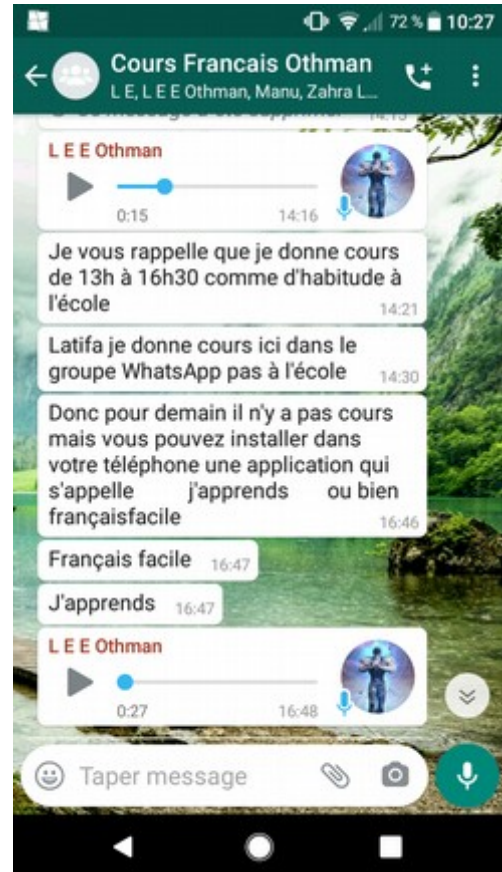 72 % 10:27
Cours Francais Othman
L E, L E E Othman, Manu, Zahra L...
14:15
L E E Othman
0:15 14:16
Je vous rappelle que je donne cours
de 13h à 16h30 comme d'habitude à
l'école 14:21
Latifa je donne cours ici dans le
groupe WhatsApp pas à l'école 14:30
Donc pour demain il n'y a pas cours
mais vous pouvez installer dans
votre téléphone une application qui
s'appelle j'apprends ou bien
françaisfacile 16:46
Français facile 16:47
J'apprends 16:47
L E E Othman
0:27 16:48
Taper message